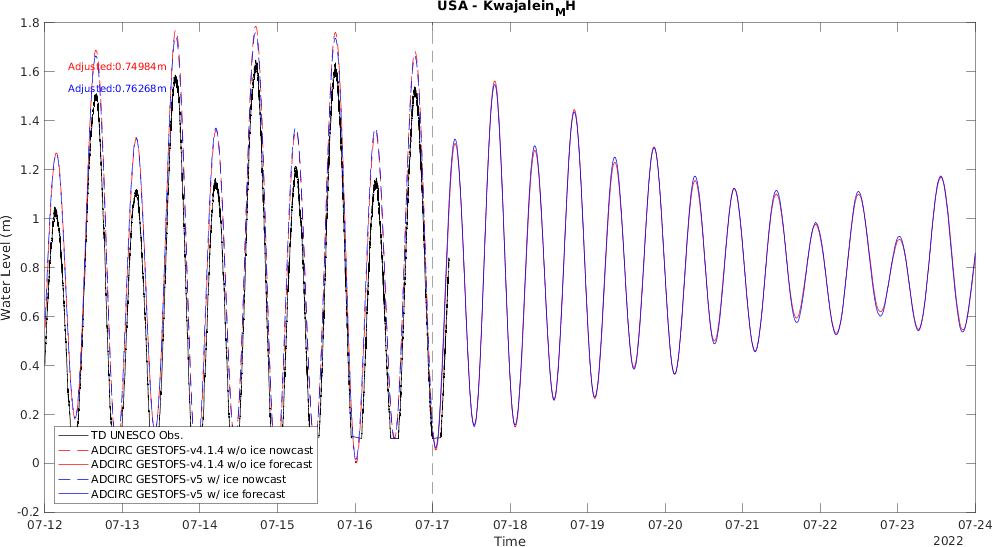 USA - Kwajalein_MH
Adjusted:0.74984m
Adjusted:0.76268m
Water Level (m)
1.8
1.6
1.4
1.2
1
0.8
0.6
0.4
0.2
0
-0.2
TD UNESCO Obs.
ADCIRC GESTOFS-v4.1.4 w/o ice nowcast
ADCIRC GESTOFS-v4.1.4 w/o ice forecast
ADCIRC GESTOFS-v5 w/ ice nowcast
ADCIRC GESTOFS-v5 w/ ice forecast
07-12 07-13 07-14 07-15 07-16 07-17 07-18 07-19 07-20 07-21 07-22 07-23 07-24
Time
2022